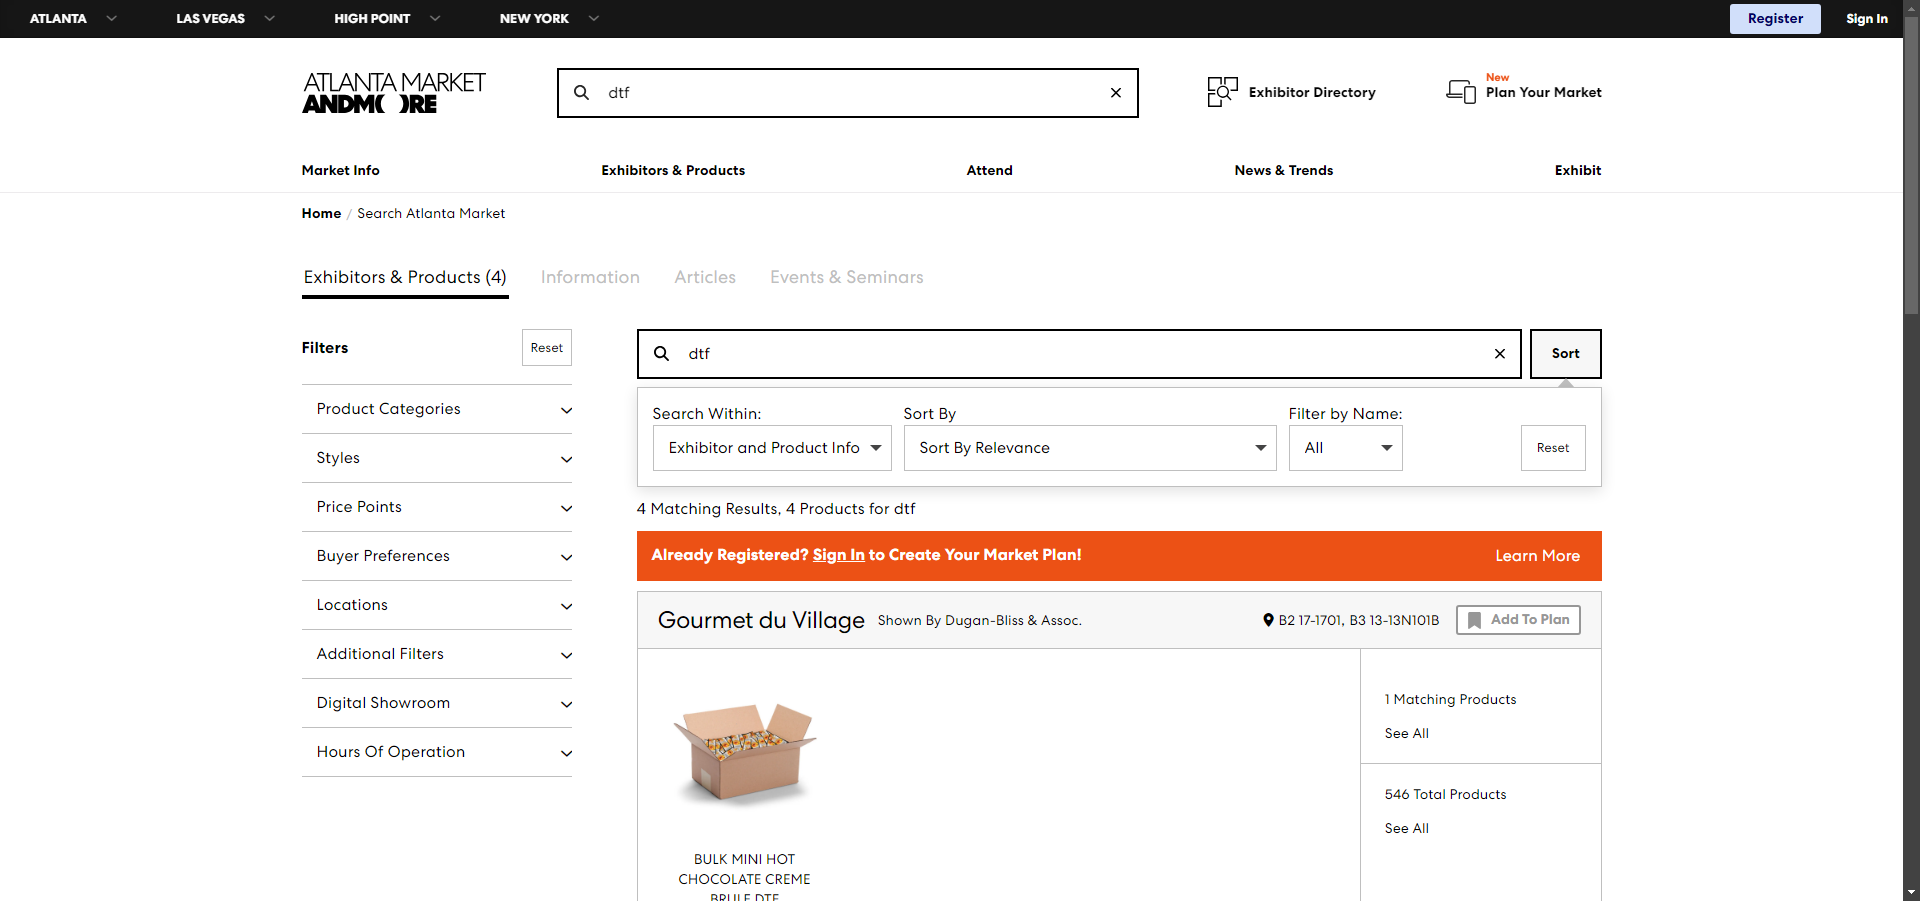 ATLANTA
LAS VEGAS
HIGH POINT
NEW YORK
Register
Sign In
ATLANTA MARKET
ANDMORE
dtf
Exhibitor Directory
New
Plan Your Market
Market Info
Exhibitors & Products
Attend
News & Trends
Exhibit
Home / Search Atlanta Market
Exhibitors & Products (4)
Information
Articles
Events & Seminars
Filters
Reset
Product Categories
Styles
Price Points
Buyer Preferences
Locations
Additional Filters
Digital Showroom
Hours Of Operation
dtf
Sort
Search Within:
Exhibitor and Product Info
Sort By
Sort By Relevance
Filter by Name:
All
Reset
4 Matching Results, 4 Products for dtf
Already Registered? Sign In to Create Your Market Plan!
Learn More
Gourmet du Village
Shown By Dugan-Bliss & Assoc.
B2 17-1701, B3 13-13N101B
Add To Plan
BULK MINI HOT
CHOCOLATE CREME
BRULE DTF
1 Matching Products
See All
546 Total Products
See All